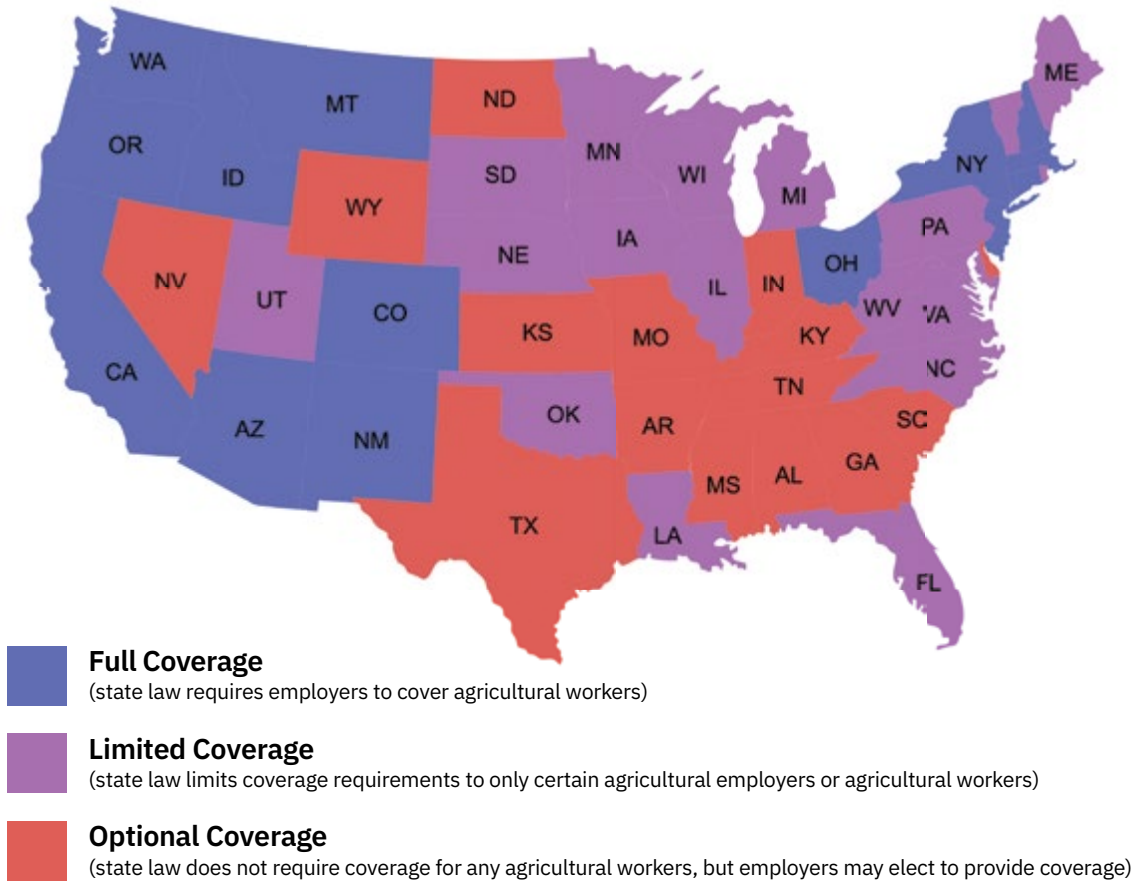 WA
MT
ND
ME
OR
ID
SD
MN
WI
NY
WY
MI
NE
IA
PA
NV
UT
CO
IL
IN
OH
WV
VA
KS
MO
KY
CA
NC
TN
AZ
NM
OK
AR
SC
MS
AL
GA
TX
LA
FL
Full Coverage
(state law requires employers to cover agricultural workers)
Limited Coverage
(state law limits coverage requirements to only certain agricultural employers or agricultural workers)
Optional Coverage
(state law does not require coverage for any agricultural workers, but employers may elect to provide coverage)